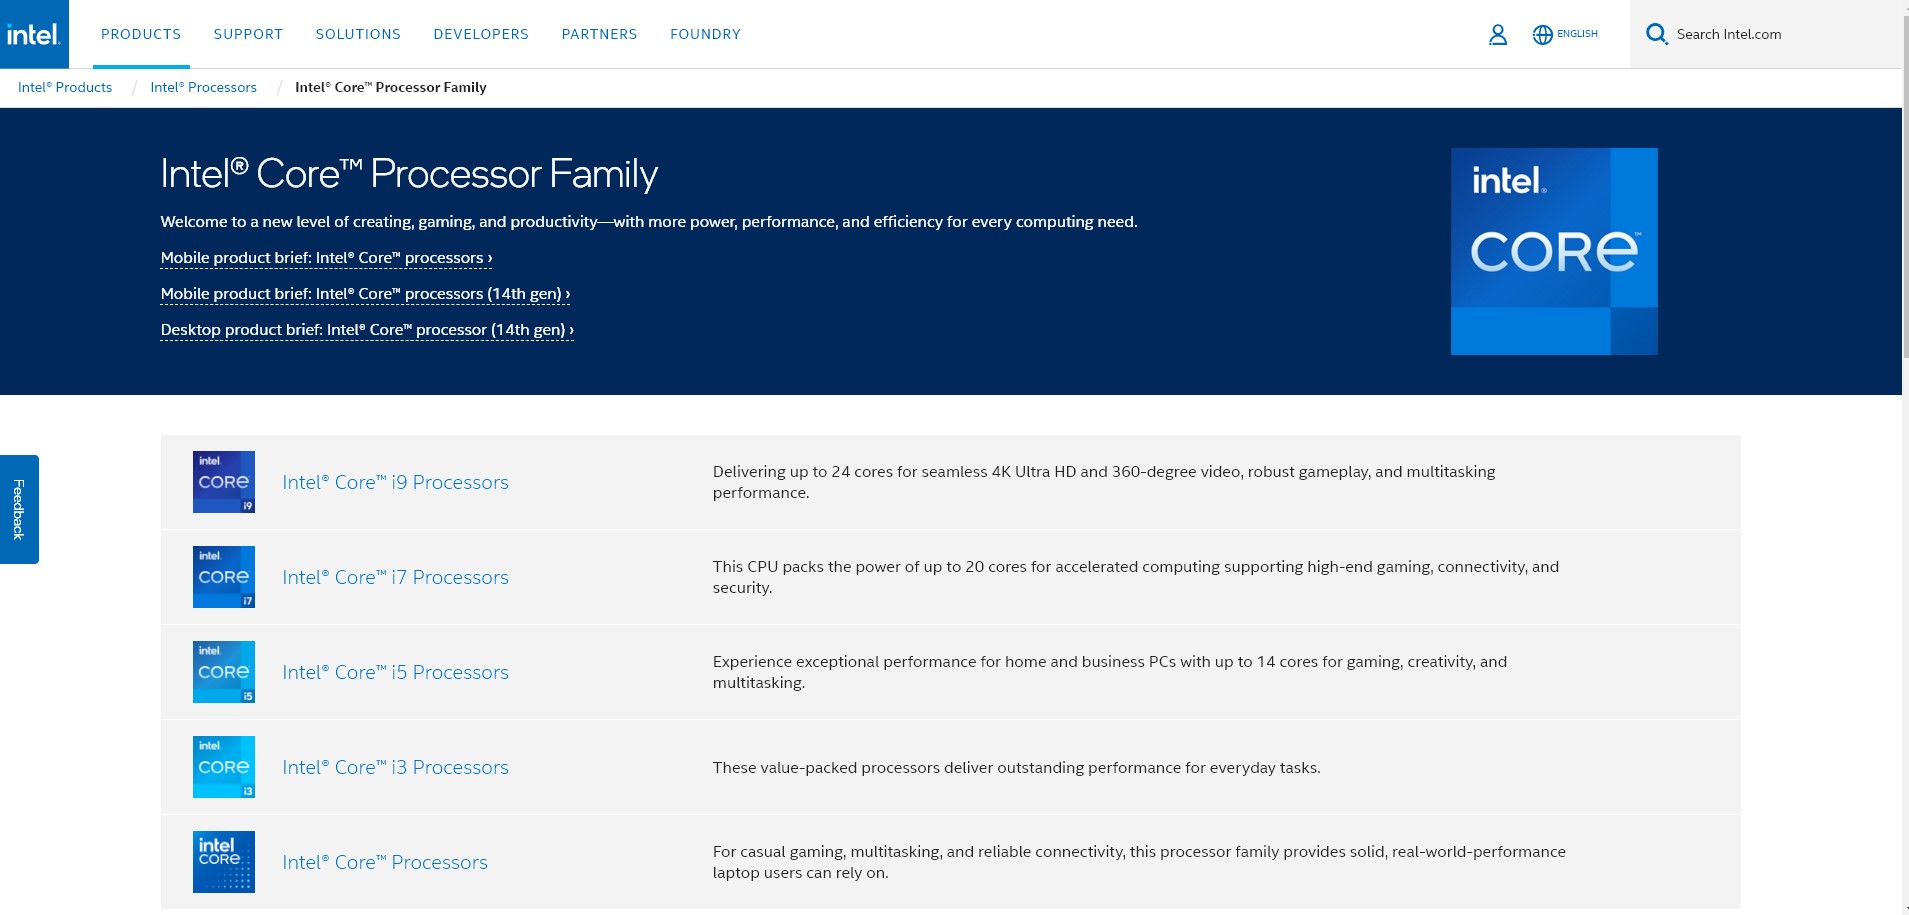 intel.
PRODUCTS
SUPPORT
SOLUTIONS
DEVELOPERS
PARTNERS
FOUNDRY
ENGLISH
Search Intel.com
Intel® Products / Intel® Processors / Intel® Core™ Processor Family
Intel® Core™ Processor Family
Welcome to a new level of creating, gaming, and productivity—with more power, performance, and efficiency for every computing need.
Mobile product brief: Intel® Core™ processors ›
Mobile product brief: Intel® Core™ processors (14th gen) ›
Desktop product brief: Intel® Core™ processor (14th gen) ›
intel®
CORE™
Feedback
intel.
CORE
i9
Intel® Core™ i9 Processors
Delivering up to 24 cores for seamless 4K Ultra HD and 360-degree video, robust gameplay, and multitasking
performance.
intel.
CORE
i7
Intel® Core™ i7 Processors
This CPU packs the power of up to 20 cores for accelerated computing supporting high-end gaming, connectivity, and
security.
intel.
CORE
i5
Intel® Core™ i5 Processors
Experience exceptional performance for home and business PCs with up to 14 cores for gaming, creativity, and
multitasking.
intel.
CORE
i3
Intel® Core™ i3 Processors
These value-packed processors deliver outstanding performance for everyday tasks.
intel
CORE
Intel® Core™ Processors
For casual gaming, multitasking, and reliable connectivity, this processor family provides solid, real-world-performance
laptop users can rely on.